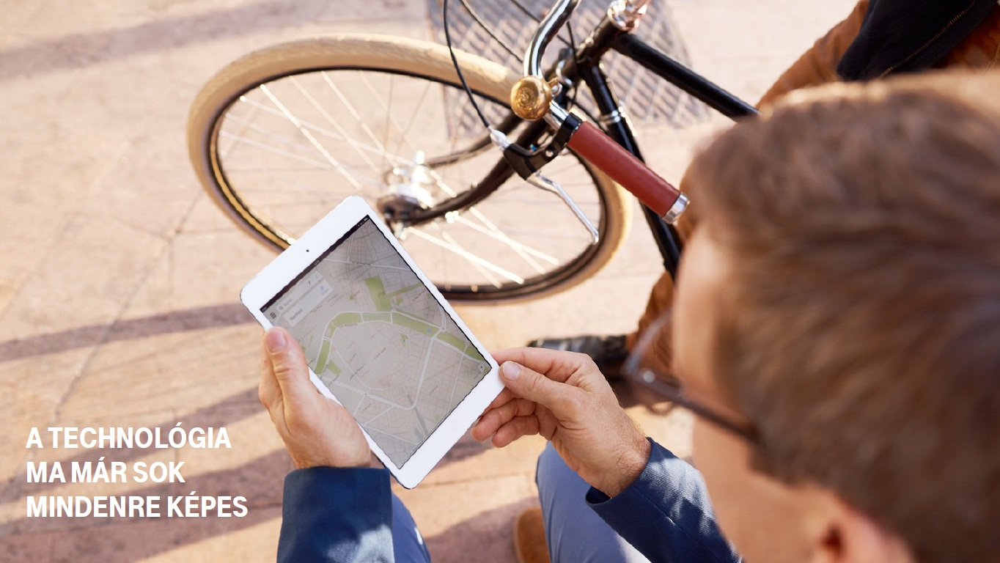 A TECHNOLÓGIA
MA MÁR SOK
MINDENRE KÉPES